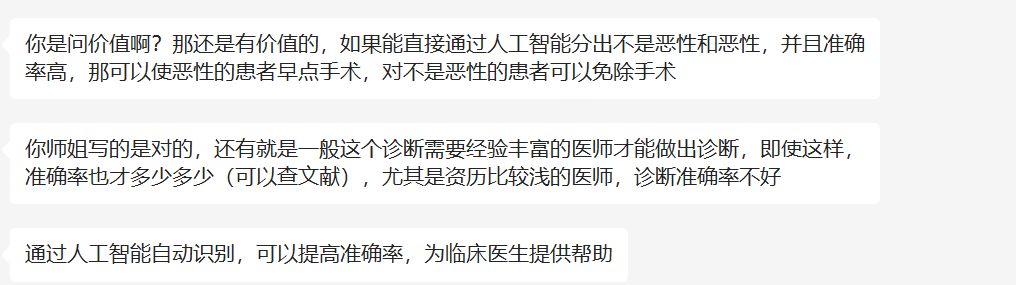 你是问价值啊？那还是有价值的，如果能直接通过人工智能分出不是恶性和恶性，并且准确
率高，那可以使恶性的患者早点手术，对不是恶性的患者可以免除手术
你师姐写的是对的，还有就是一般这个诊断需要经验丰富的医师才能做出诊断，即使这样，
准确率也才多少多少（可以查文献），尤其是资历比较浅的医师，诊断准确率不好
通过人工智能自动识别，可以提高准确率，为临床医生提供帮助